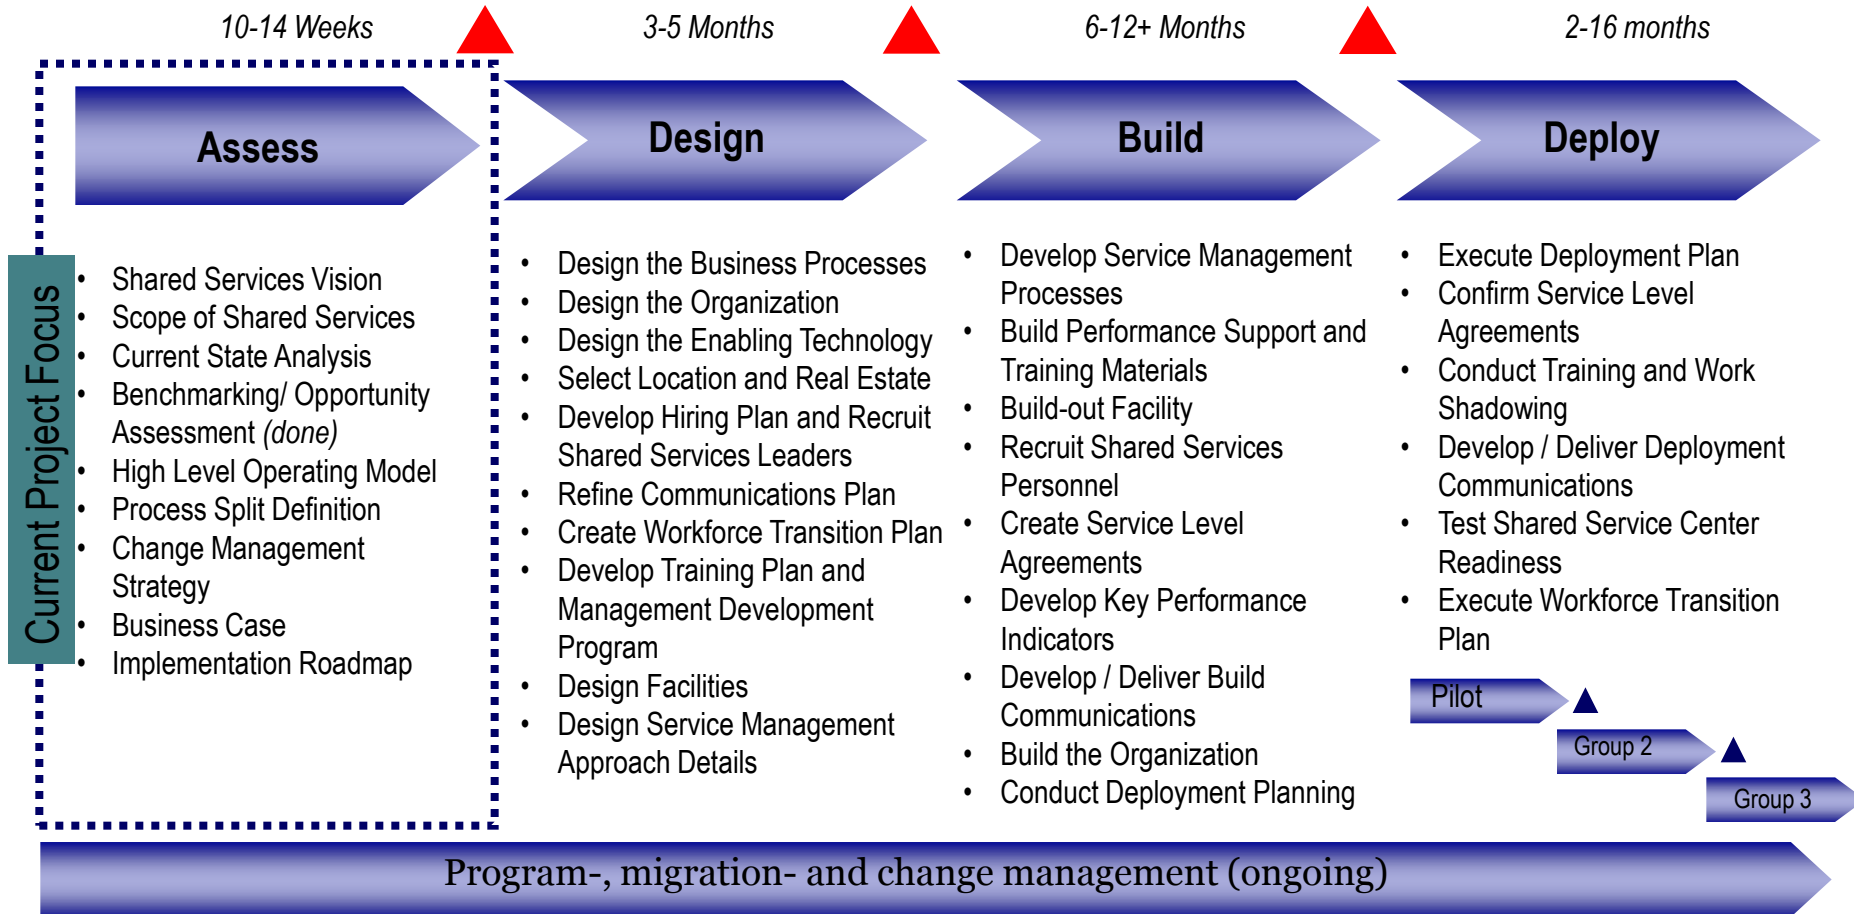 10-14 Weeks
3-5 Months
6-12+ Months
2-16 months
Assess
Design
Build
Deploy
Current Project Focus
• Shared Services Vision
• Scope of Shared Services
• Current State Analysis
• Benchmarking/ Opportunity
Assessment (done)
• High Level Operating Model
• Process Split Definition
• Change Management
Strategy
• Business Case
• Implementation Roadmap
• Design the Business Processes
• Design the Organization
• Design the Enabling Technology
• Select Location and Real Estate
• Develop Hiring Plan and Recruit
Shared Services Leaders
• Refine Communications Plan
• Create Workforce Transition Plan
• Develop Training Plan and
Management Development
Program
• Design Facilities
• Design Service Management
Approach Details
• Develop Service Management
Processes
• Build Performance Support and
Training Materials
• Build-out Facility
• Recruit Shared Services
Personnel
• Create Service Level
Agreements
• Develop Key Performance
Indicators
• Develop / Deliver Build
Communications
• Build the Organization
• Conduct Deployment Planning
• Execute Deployment Plan
• Confirm Service Level
Agreements
• Conduct Training and Work
Shadowing
• Develop / Deliver Deployment
Communications
• Test Shared Service Center
Readiness
• Execute Workforce Transition
Plan
Pilot
Group 2
Group 3
Program-, migration- and change management (ongoing)